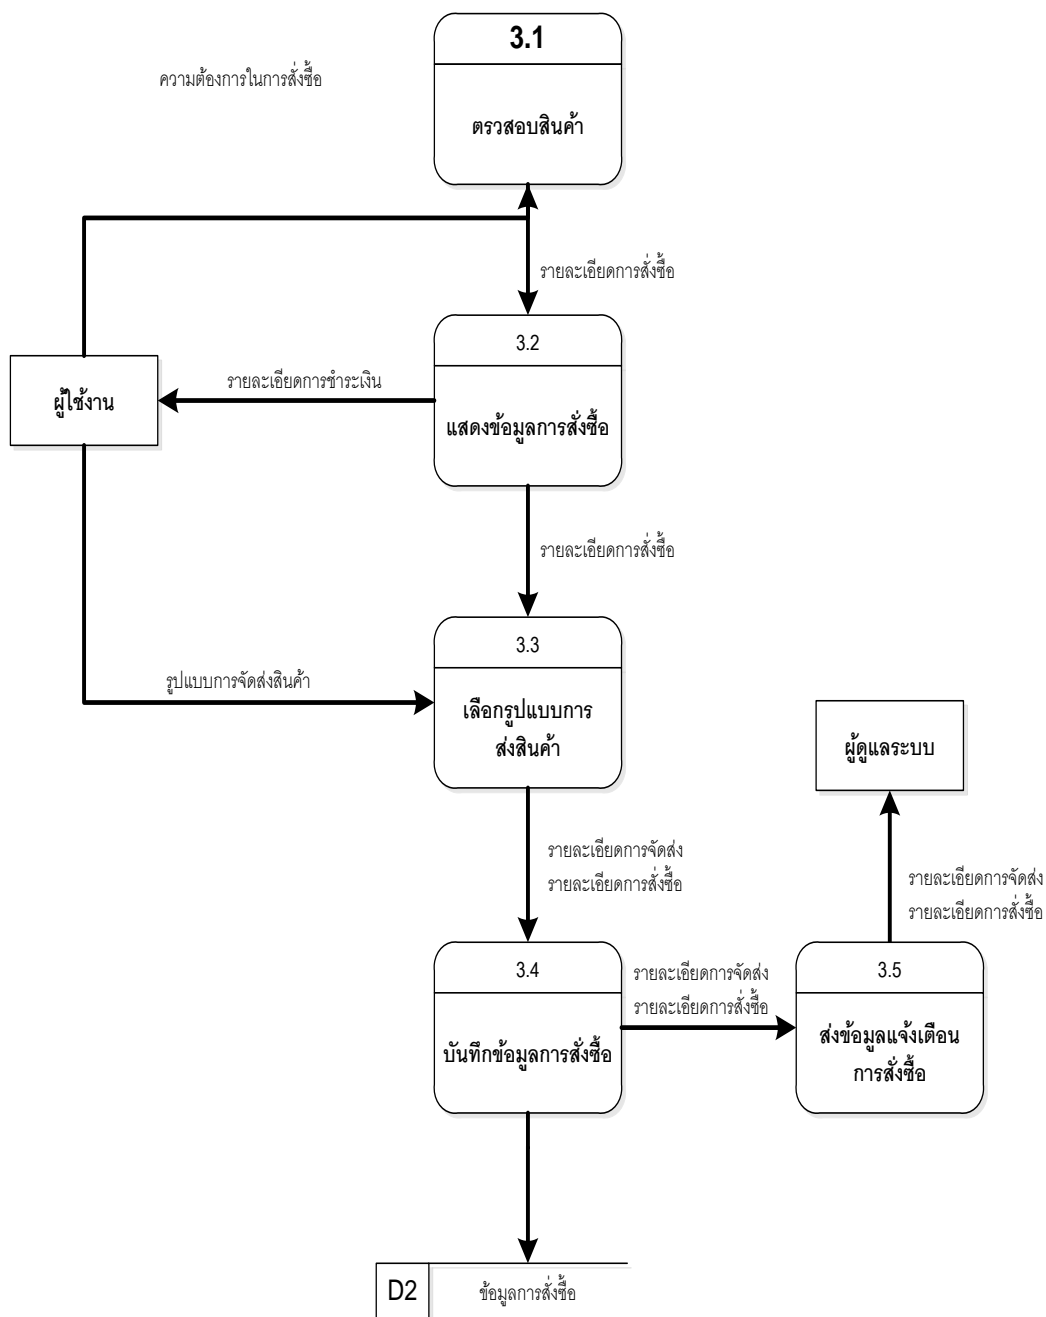 3.1
ความต้องการในการสั่งซื้อ
ตรวสอบสินค้า
รายละเอียดการสั่งซื้อ
3.2
รายละเอียดการชำระเงิน
ผู้ใช้งาน
แสดงข้อมูลการสั่งซื้อ
รายละเอียดการสั่งซื้อ
3.3
รูปแบบการจัดส่งสินค้า
เลือกรูปแบบการ
ส่งสินค้า
ผู้ดูแลระบบ
รายละเอียดการจัดส่ง
รายละเอียดการสั่งซื้อ
รายละเอียดการจัดส่ง
รายละเอียดการสั่งซื้อ
3.4
รายละเอียดการจัดส่ง
รายละเอียดการสั่งซื้อ
3.5
บันทึกข้อมูลการสั่งซื้อ
ส่งข้อมูลแจ้งเตือน
การสั่งซื้อ
D2
ข้อมูลการสั่งซื้อ